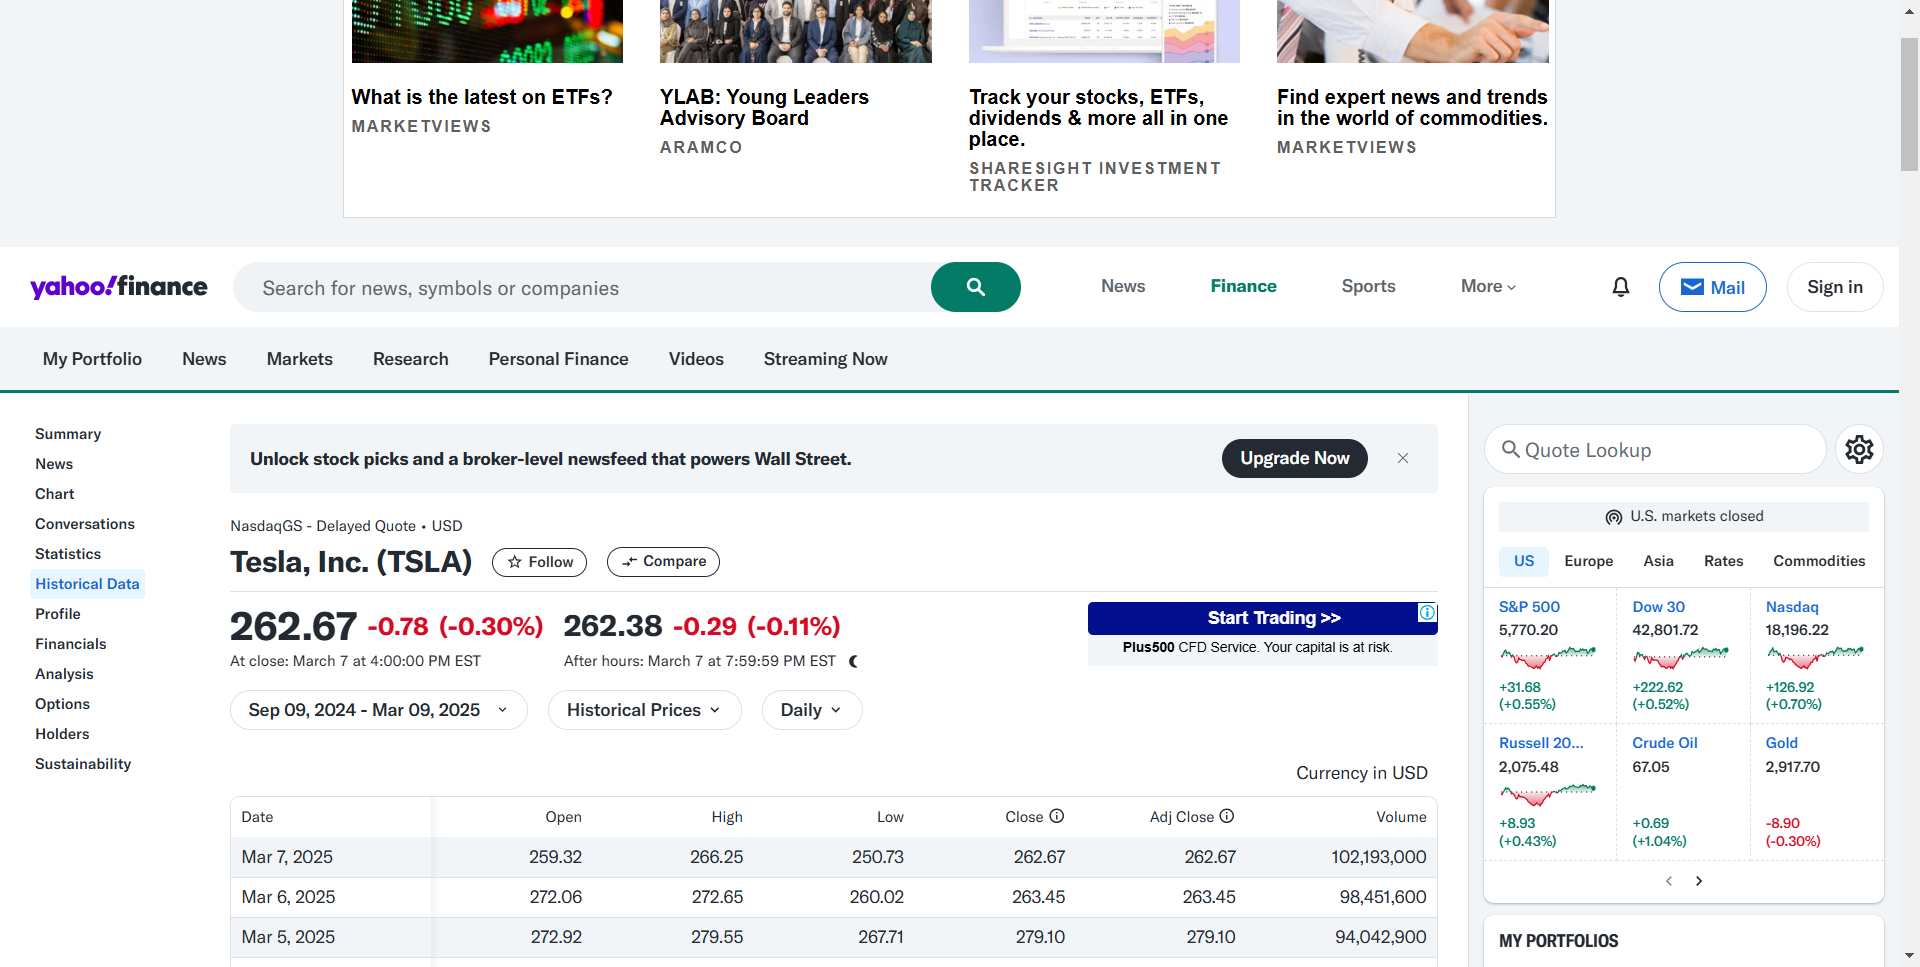 What is the latest on ETFs?
MARKETVIEWS
YLAB: Young Leaders
Advisory Board
ARAMCO
Track your stocks, ETFs,
dividends & more all in one
place.
SHARESIGHT INVESTMENT
TRACKER
Find expert news and trends
in the world of commodities.
MARKETVIEWS
yahoo!finance
Search for news, symbols or companies
News
Finance
Sports
More
Mail
Sign in
My Portfolio
News
Markets
Research
Personal Finance
Videos
Streaming Now
Summary
News
Chart
Conversations
Statistics
Historical Data
Profile
Financials
Analysis
Options
Holders
Sustainability
Unlock stock picks and a broker-level newsfeed that powers Wall Street.
Upgrade Now
NasdaqGS - Delayed Quote • USD
Tesla, Inc. (TSLA)
Follow
Compare
262.67 -0.78 (-0.30%)
At close: March 7 at 4:00:00 PM EST
262.38 -0.29 (-0.11%)
After hours: March 7 at 7:59:59 PM EST
Start Trading >>
Plus500 CFD Service. Your capital is at risk.
Sep 09, 2024 - Mar 09, 2025
Historical Prices
Daily
Currency in USD
Date Open High Low Close Adj Close Volume
Mar 7, 2025 259.32 266.25 250.73 262.67 262.67 102,193,000
Mar 6, 2025 272.06 272.65 260.02 263.45 263.45 98,451,600
Mar 5, 2025 272.92 279.55 267.71 279.10 279.10 94,042,900
Quote Lookup
U.S. markets closed
US
Europe
Asia
Rates
Commodities
S&P 500
5,770.20
+31.68
(+0.55%)
Dow 30
42,801.72
+222.62
(+0.52%)
Nasdaq
18,196.22
+126.92
(+0.70%)
Russell 20...
2,075.48
+8.93
(+0.43%)
Crude Oil
67.05
+0.69
(+1.04%)
Gold
2,917.70
-8.90
(-0.30%)
MY PORTFOLIOS